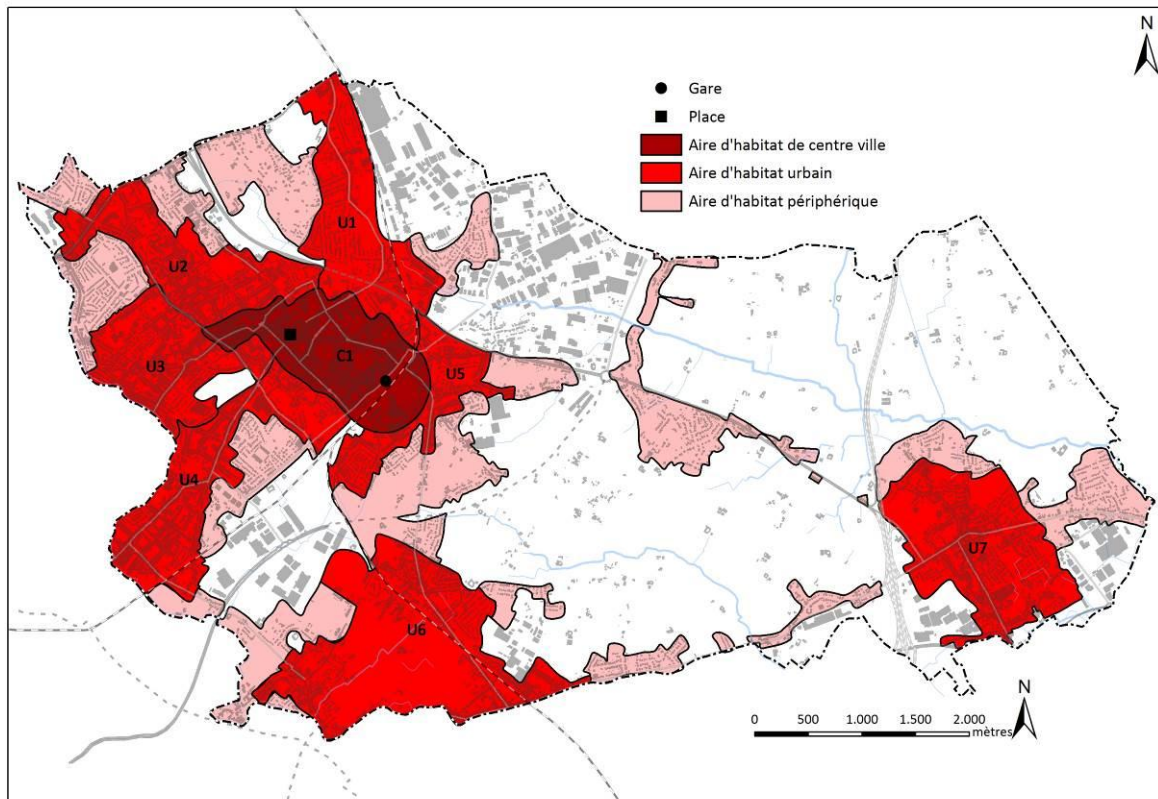 N
Gare
Place
Aire d'habitat de centre ville
Aire d'habitat urbain
Aire d'habitat périphérique
U1
U2
U3
C1
U5
U4
U7
U6
N
0 500 1.000 1.500 2.000
mètres